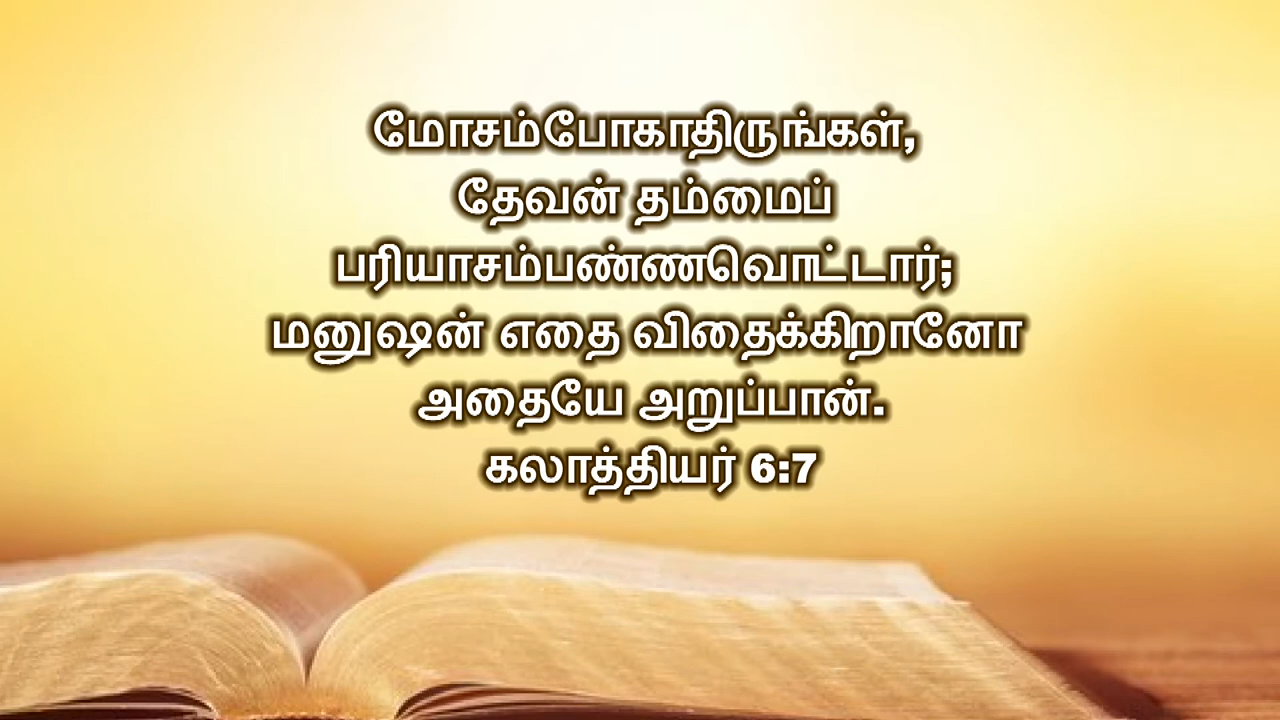 மோசம்போகாதிருங்கள்,
தேவன் தம்மைப்
பரியாசம்பண்ணவொட்டார்;
மனுஷன் எதை விதைக்கிறானோ
அதையே அறுப்பான்.
கலாத்தியர் 6:7